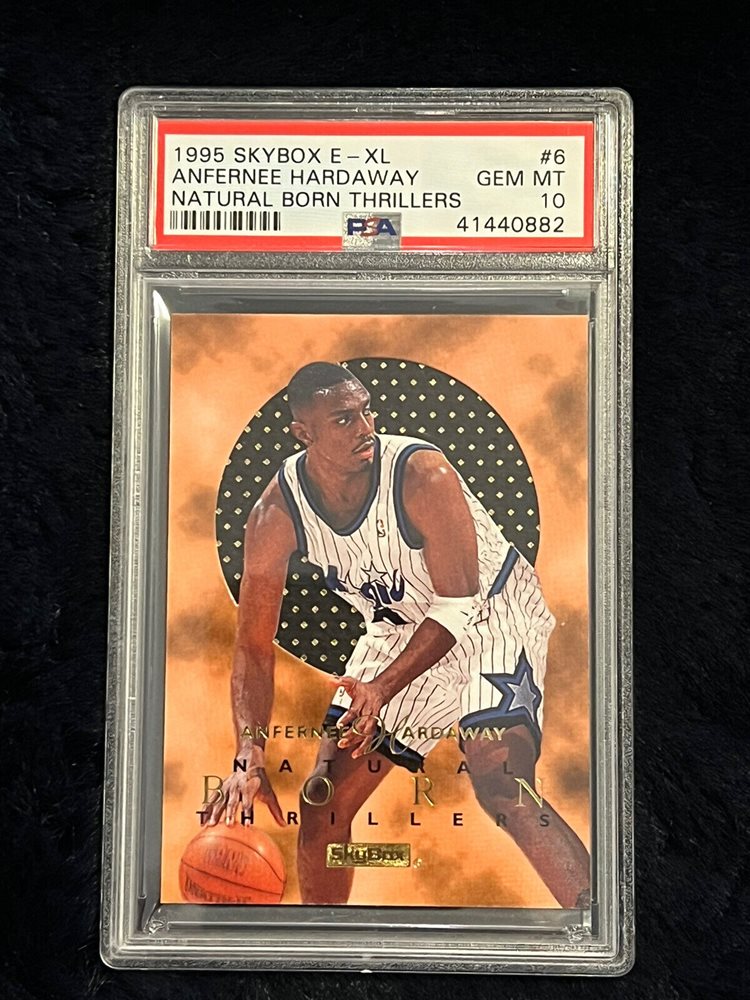 1995 SKYBOX E-XL #6
ANFERNEE HARDAWAY GEM MT
NATURAL BORN THRILLERS 10
PSA 41440882
ANFERNEE HARDAWAY
NATURAL
BORN
THRILLERS
SKYBOX